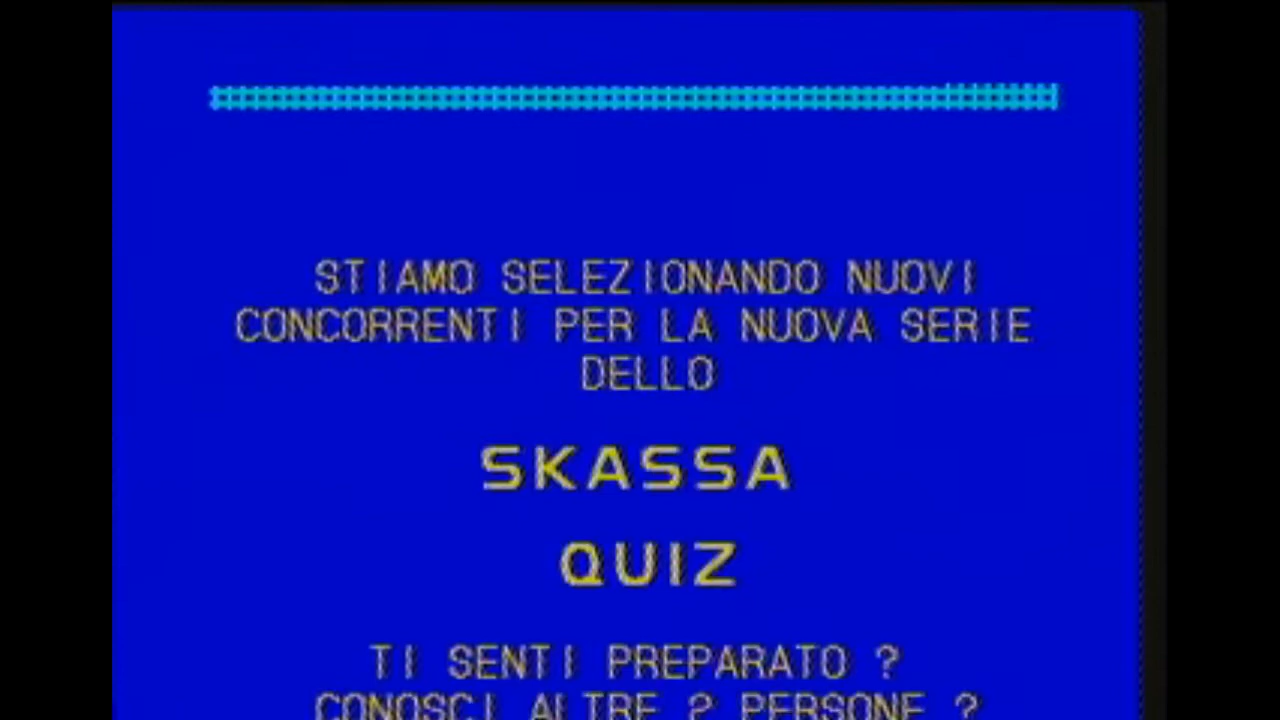 STIAMO SELEZIONANDO NUOVI
CONCORRENTI PER LA NUOVA SERIE
DELLO
SKASSA
QUIZ
TI SENTI PREPARATO ?
CONOSCI ALTRE 2 PERSONE ?